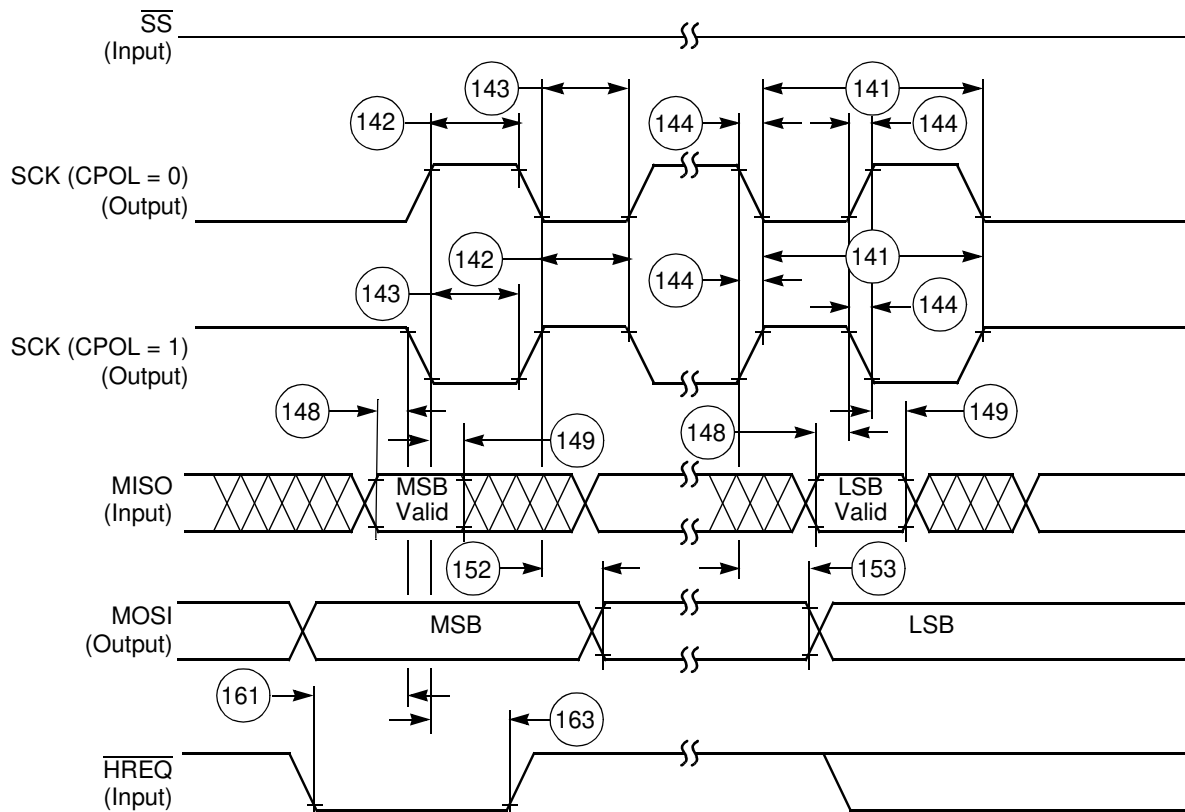 SS
(Input)
143
141
142
144
144
SCK (CPOL = 0)
(Output)
142
141
143
144
144
SCK (CPOL = 1)
(Output)
148
149
148
149
MISO
(Input)
MSB
Valid
LSB
Valid
152
153
MOSI
(Output)
MSB
LSB
161
163
HREQ
(Input)